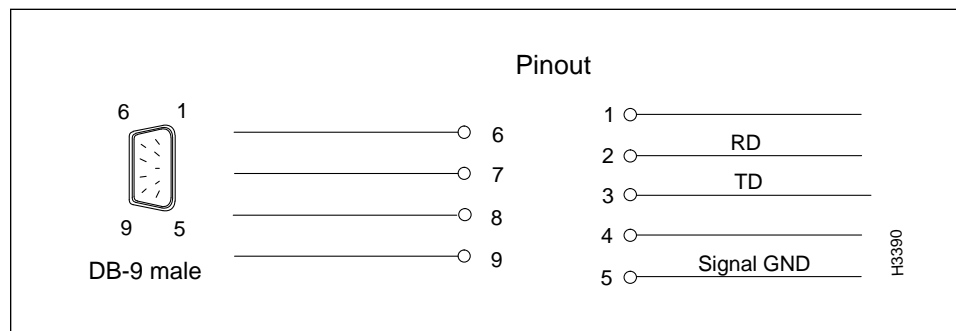 Pinout
6 1
9 5
DB-9 male
6
7
8
9
1
2 RD
3 TD
4
5 Signal GND
H3390